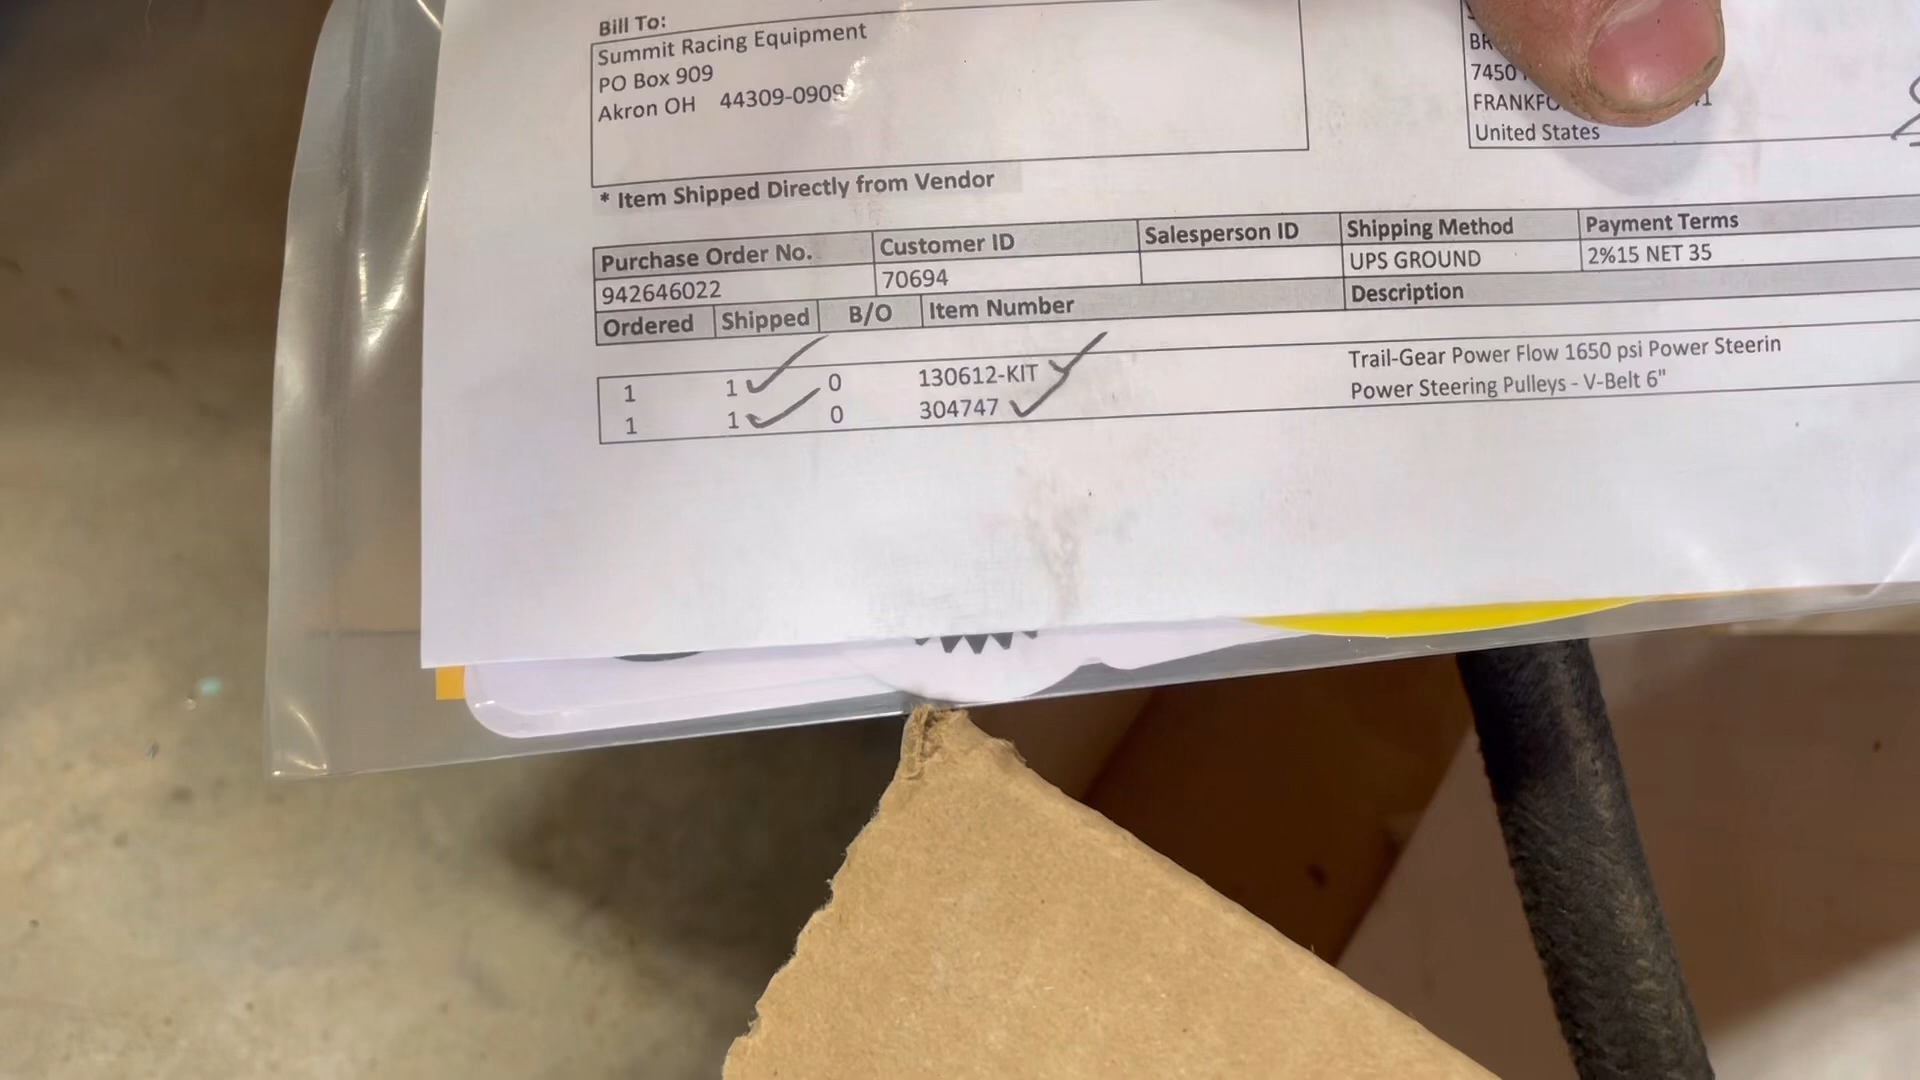 Bill To:
Summit Racing Equipment
PO Box 909
Akron OH 44309-0909
United States
* Item Shipped Directly from Vendor
Purchase Order No. Customer ID Salesperson ID Shipping Method Payment Terms
942646022 70694 UPS GROUND 2%15 NET 35
Ordered Shipped B/O Item Number Description
1 1 0 130612-KIT Trail-Gear Power Flow 1650 psi Power Steerin
1 1 0 304747 Power Steering Pulleys - V-Belt 6"